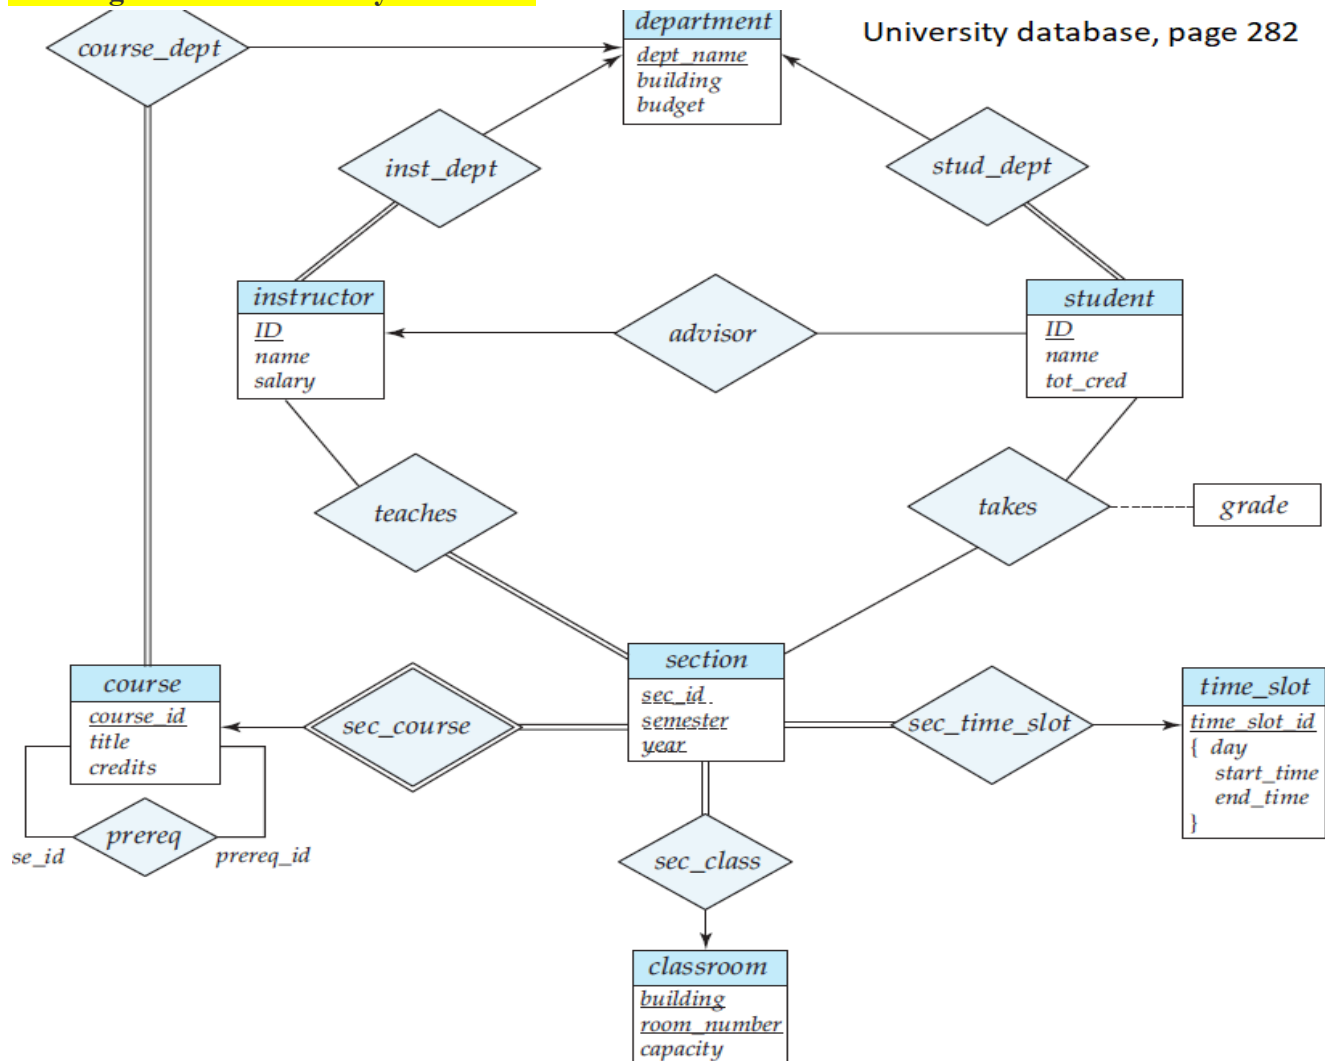 department
University database, page 282
course_dept
dept_name
building
budget
inst_dept
stud_dept
instructor
ID
name
salary
advisor
student
ID
name
tot_cred
teaches
takes
grade
course
course_id
title
credits
sec_course
section
sec_id
semester
year
sec_time_slot
time_slot
time_slot_id
{ day
start_time
end_time
}
prereq
se_id
prereq_id
sec_class
classroom
building
room_number
capacity